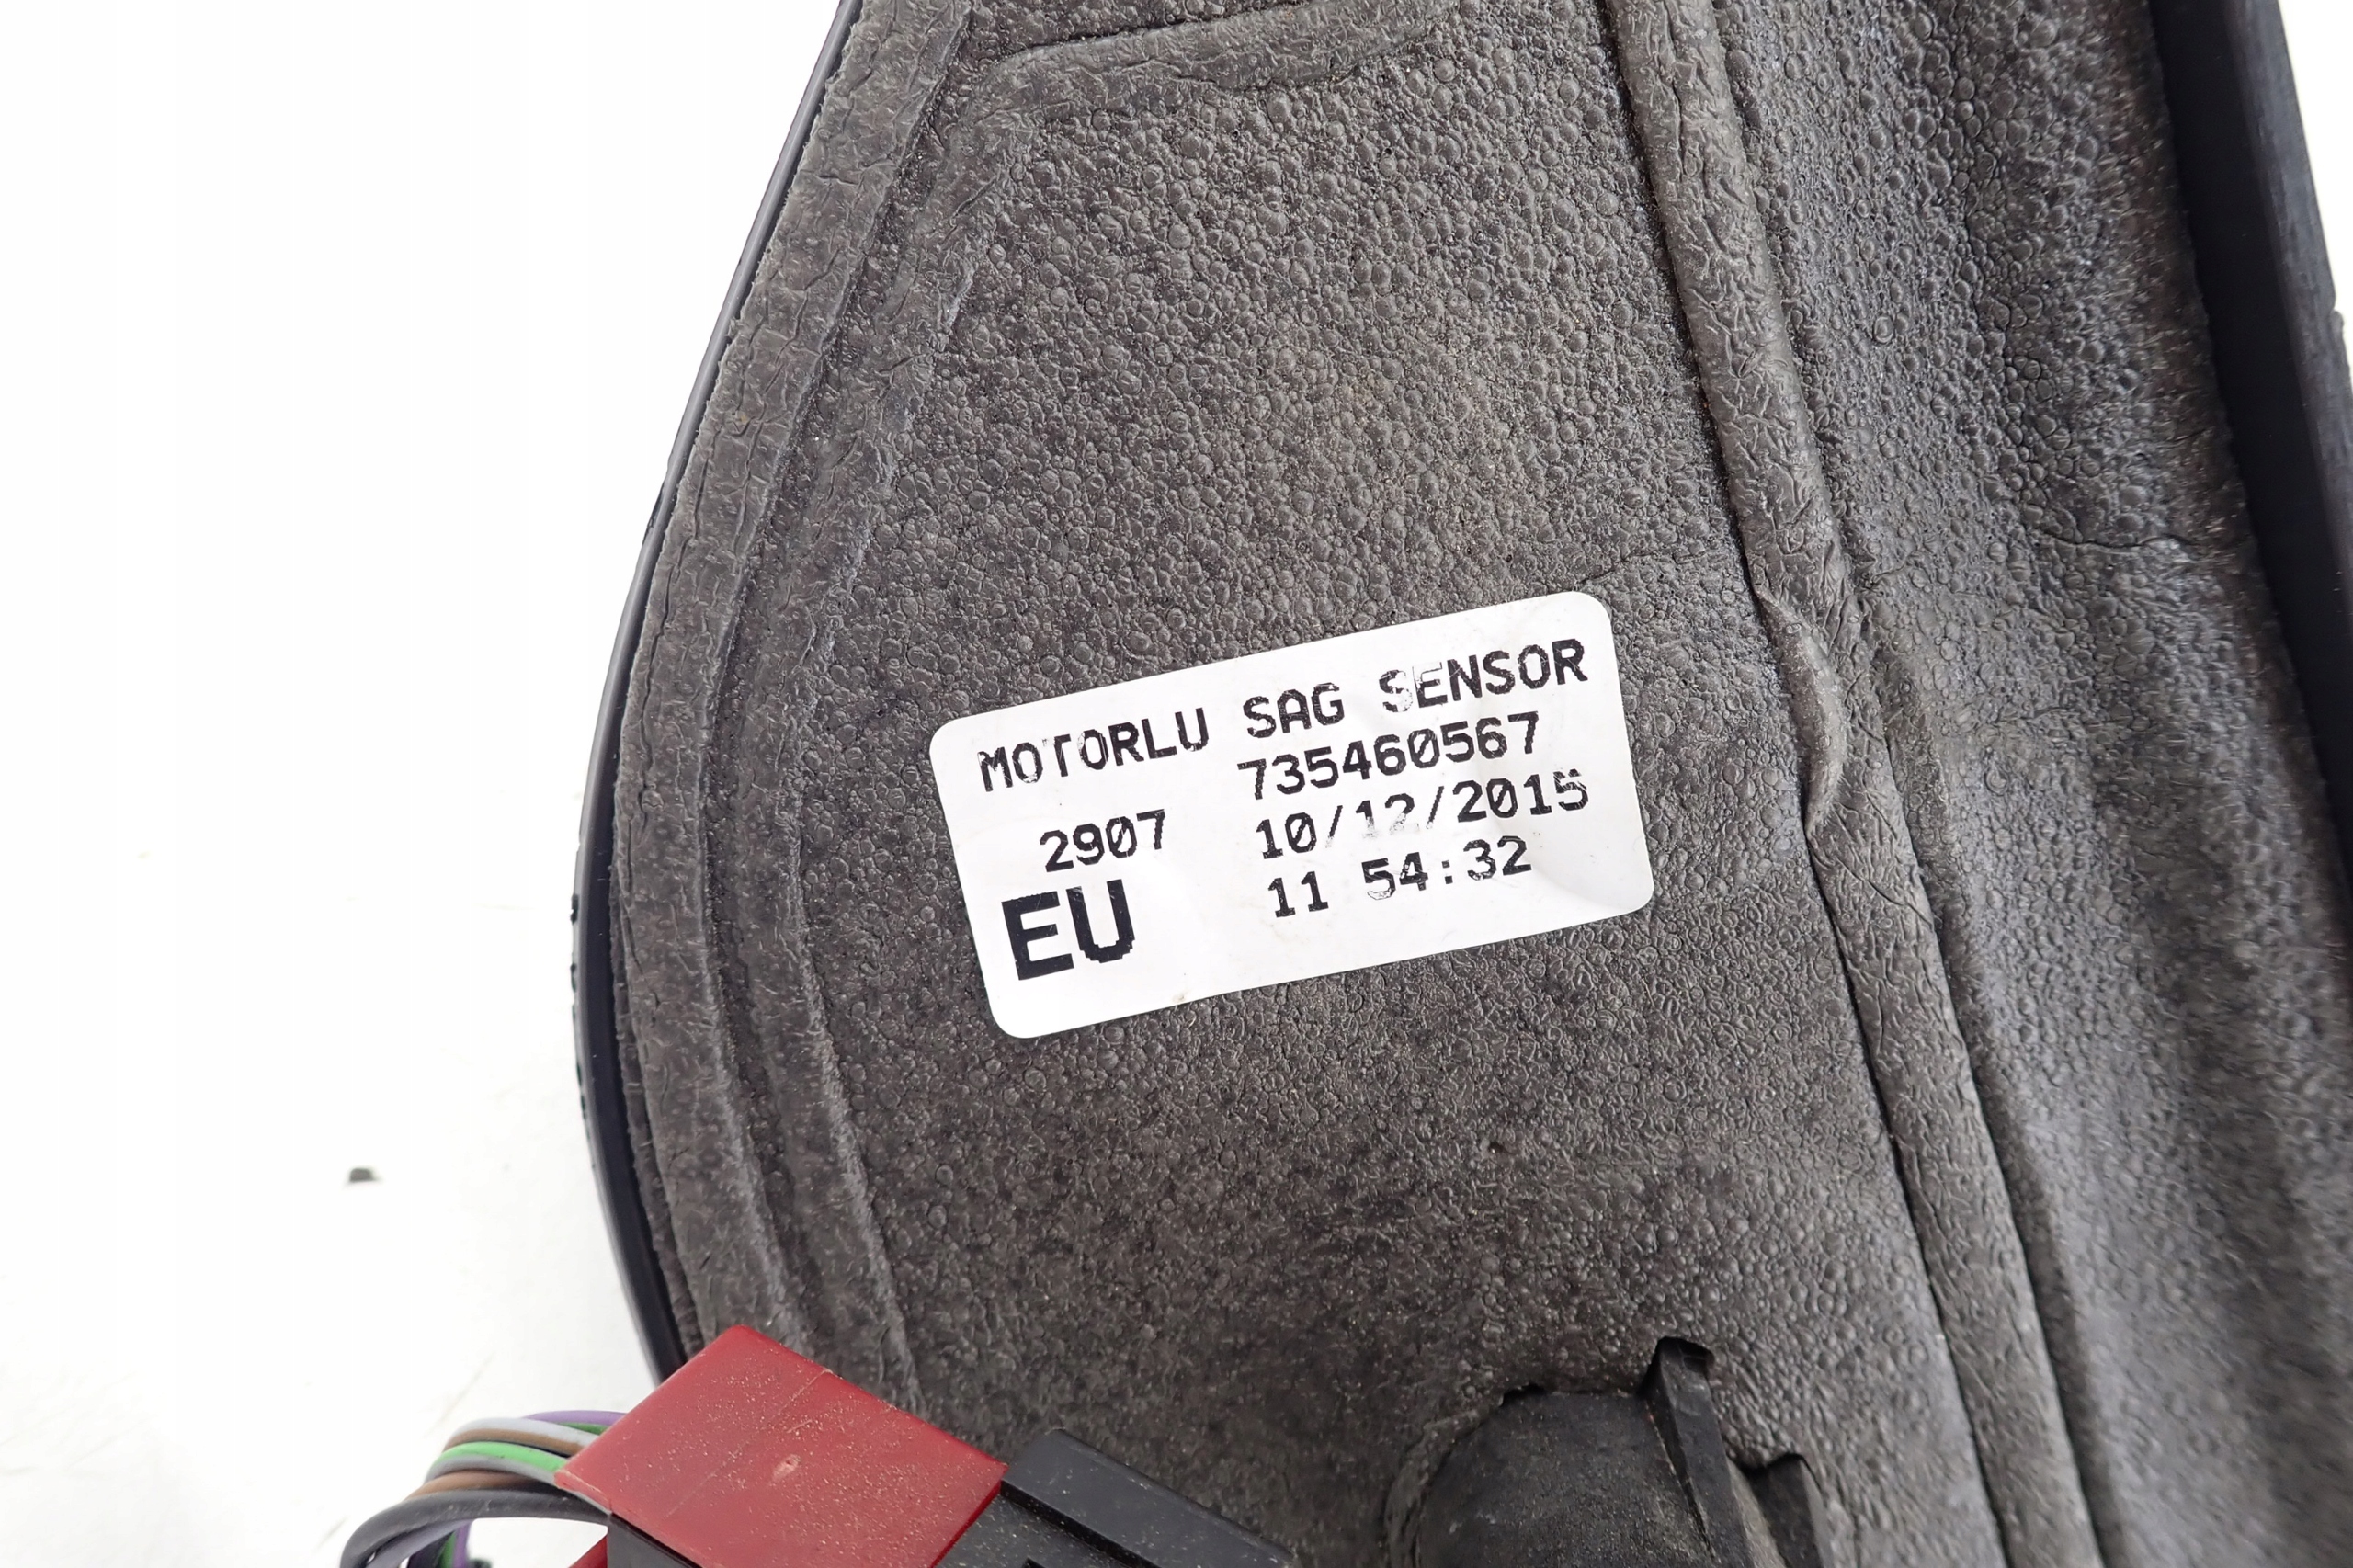 MOTORLU SAG SENSOR
735460567
2907 10/12/2015
EU 11 54:32